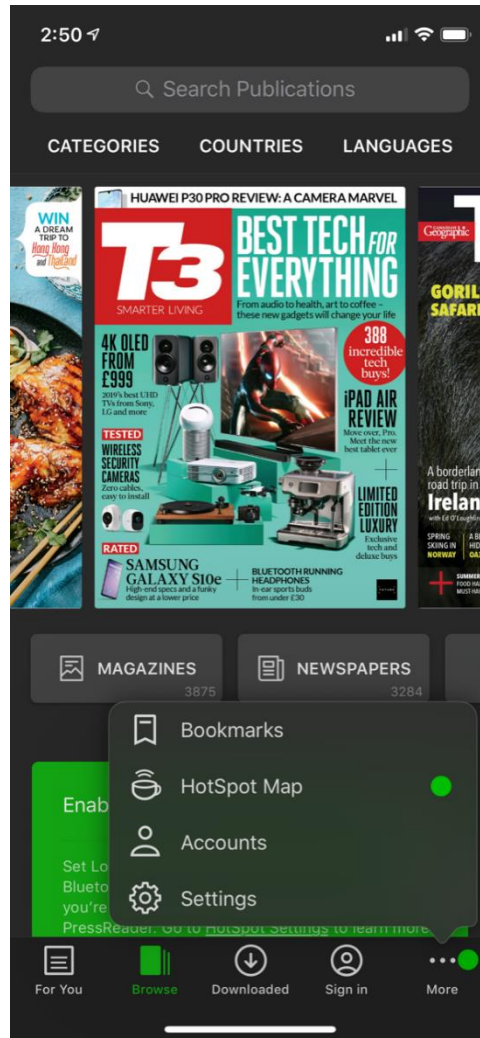 2:50
Search Publications
CATEGORIES COUNTRIES LANGUAGES
WIN
A DREAM
TRIP TO
Hong Kong
and Thailand
HUAWEI P30 PRO REVIEW: A CAMERA MARVEL
T3
SMARTER LIVING
BEST TECH FOR
EVERYTHING
From audio to health, art to coffee –
these new gadgets will change your life
4K OLED
FROM
£999
2019's best UHD
TVs from Sony,
LG and more
388
incredible
tech
buys!
iPAD AIR
REVIEW
Move over, Pro.
Meet the new
best tablet ever
TESTED
WIRELESS
SECURITY
CAMERAS
Zero cables,
easy to install
LIMITED
EDITION
LUXURY
Exclusive
tech and
deluxe buys
RATED
SAMSUNG
GALAXY S10e
High-end specs and a funky
design at a lower price
BLUETOOTH RUNNING
HEADPHONES
In-ear sports buds
from under £30
Geographic
GORIL
SAFARI
A borderlan
road trip in
Irelan
with Ed O'Loughlin
SPRING
SKIING IN
NORWAY
SUMMER
MAGAZINES
3875
NEWSPAPERS
3284
Bookmarks
HotSpot Map
Accounts
Settings
Enab
Set Lo
Blueto
you're
PressReader. Go to HotSpot Settings to learn more
For You Browse Downloaded Sign in More